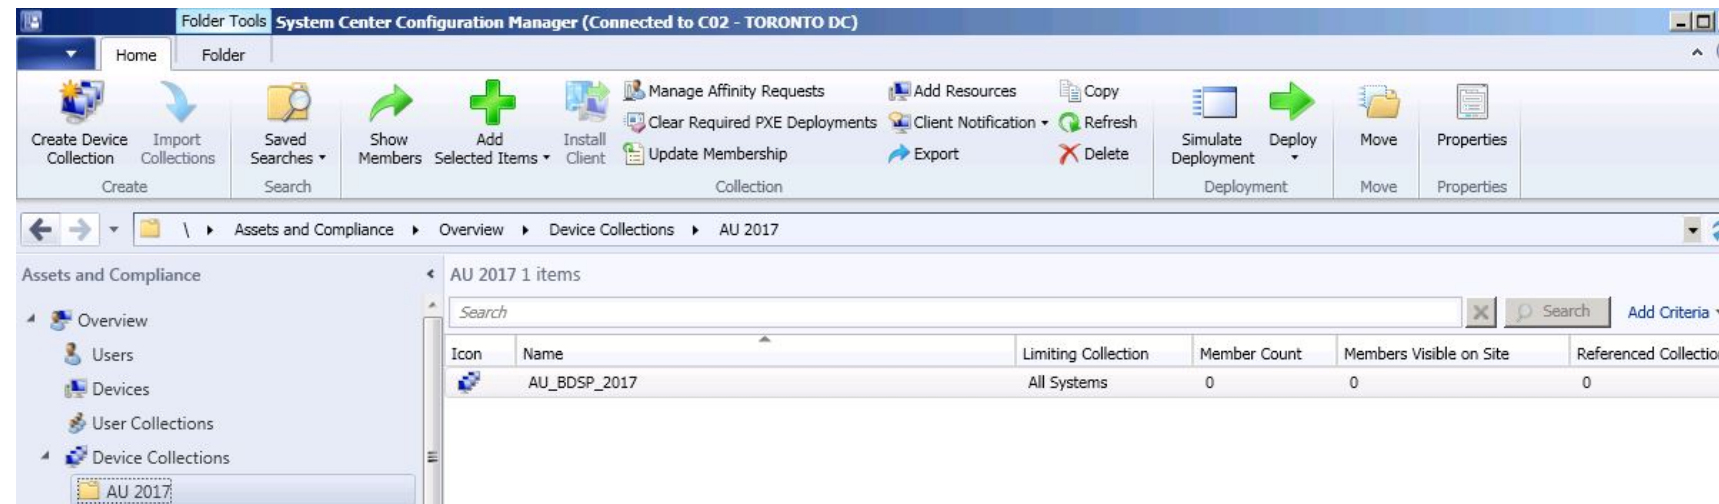 Folder Tools System Center Configuration Manager (Connected to C02 - TORONTO DC)
Home Folder
Create Device Collection
Import Collections
Saved Searches
Show Members
Add Selected Items
Install Client
Manage Affinity Requests
Clear Required PXE Deployments
Update Membership
Add Resources
Client Notification
Export
Copy
Refresh
Delete
Simulate Deployment
Deploy
Move
Properties
Create Search Collection Deployment Move Properties
\ Assets and Compliance Overview Device Collections AU 2017
Assets and Compliance
Overview
Users
Devices
User Collections
Device Collections
AU 2017
AU 2017 1 items
Search Search Add Criteria
Icon Name Limiting Collection Member Count Members Visible on Site Referenced Collectio
AU_BDSP_2017 All Systems 0 0 0